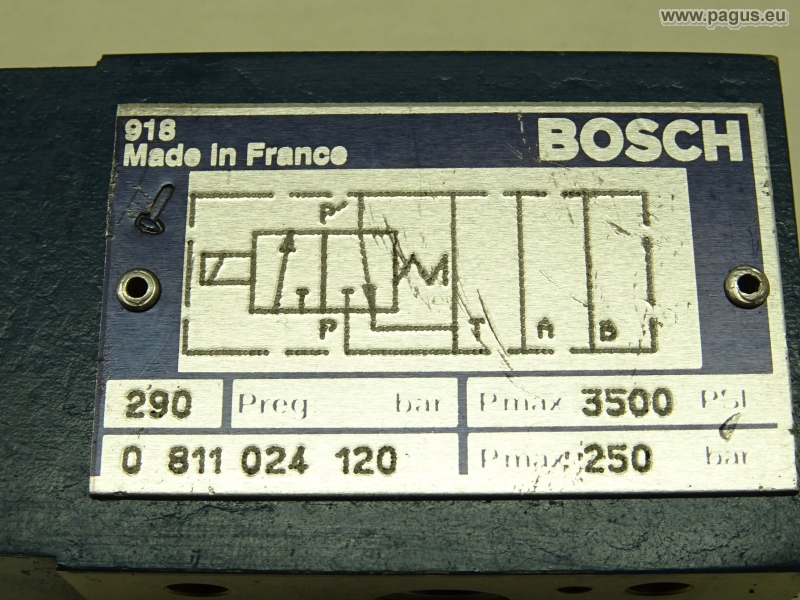 www.pagus.eu
918
BOSCH
Made in France
P'
P T A B
290 Preg bar Pmax 3500 PSI
0 811 024 120 Pmax 250 bar